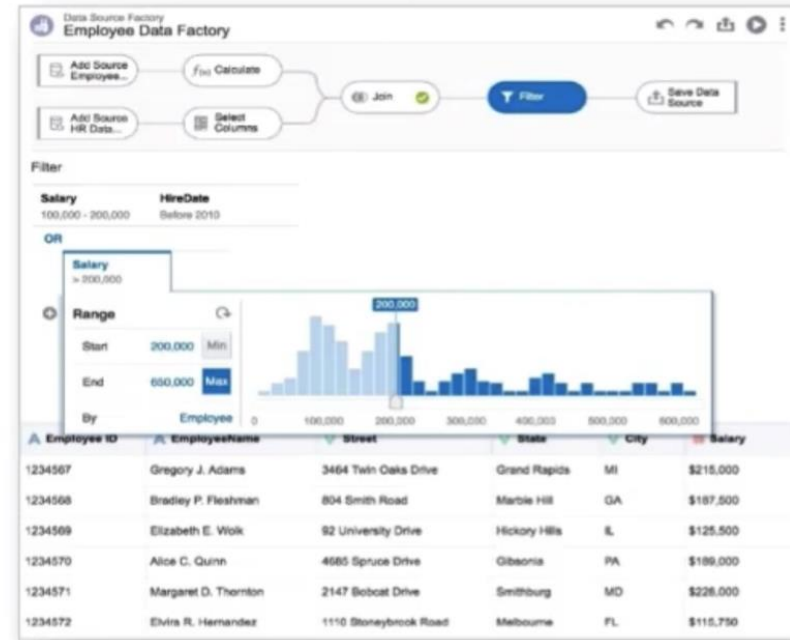 Data Source Factory
Employee Data Factory
Add Source
Employee...
f(x) Calculate
Join
Filter
Save Data
Source
Add Source
HR Data...
Select
Columns
Filter
Salary HireDate
100,000 - 200,000 Before 2010
OR
Salary
> 200,000
Range
200,000
Start 200,000 Min
End 650,000 Max
By Employee
0 100,000 200,000 300,000 400,000 500,000 600,000
Employee ID EmployeeName Street State City Salary
1234567 Gregory J. Adams 3464 Twin Oaks Drive Grand Rapids MI $215,000
1234568 Bradley P. Fleshman 804 Smith Road Marble Hill GA $187,500
1234569 Elizabeth E. Wolk 92 University Drive Hickory Hills IL $125,500
1234570 Alice C. Quinn 4685 Spruce Drive Gibsonia PA $189,000
1234571 Margaret D. Thornton 2147 Bobcat Drive Smithburg MD $228,000
1234572 Elvira R. Hernandez 1110 Stoneybrook Road Melbourne FL $115,750